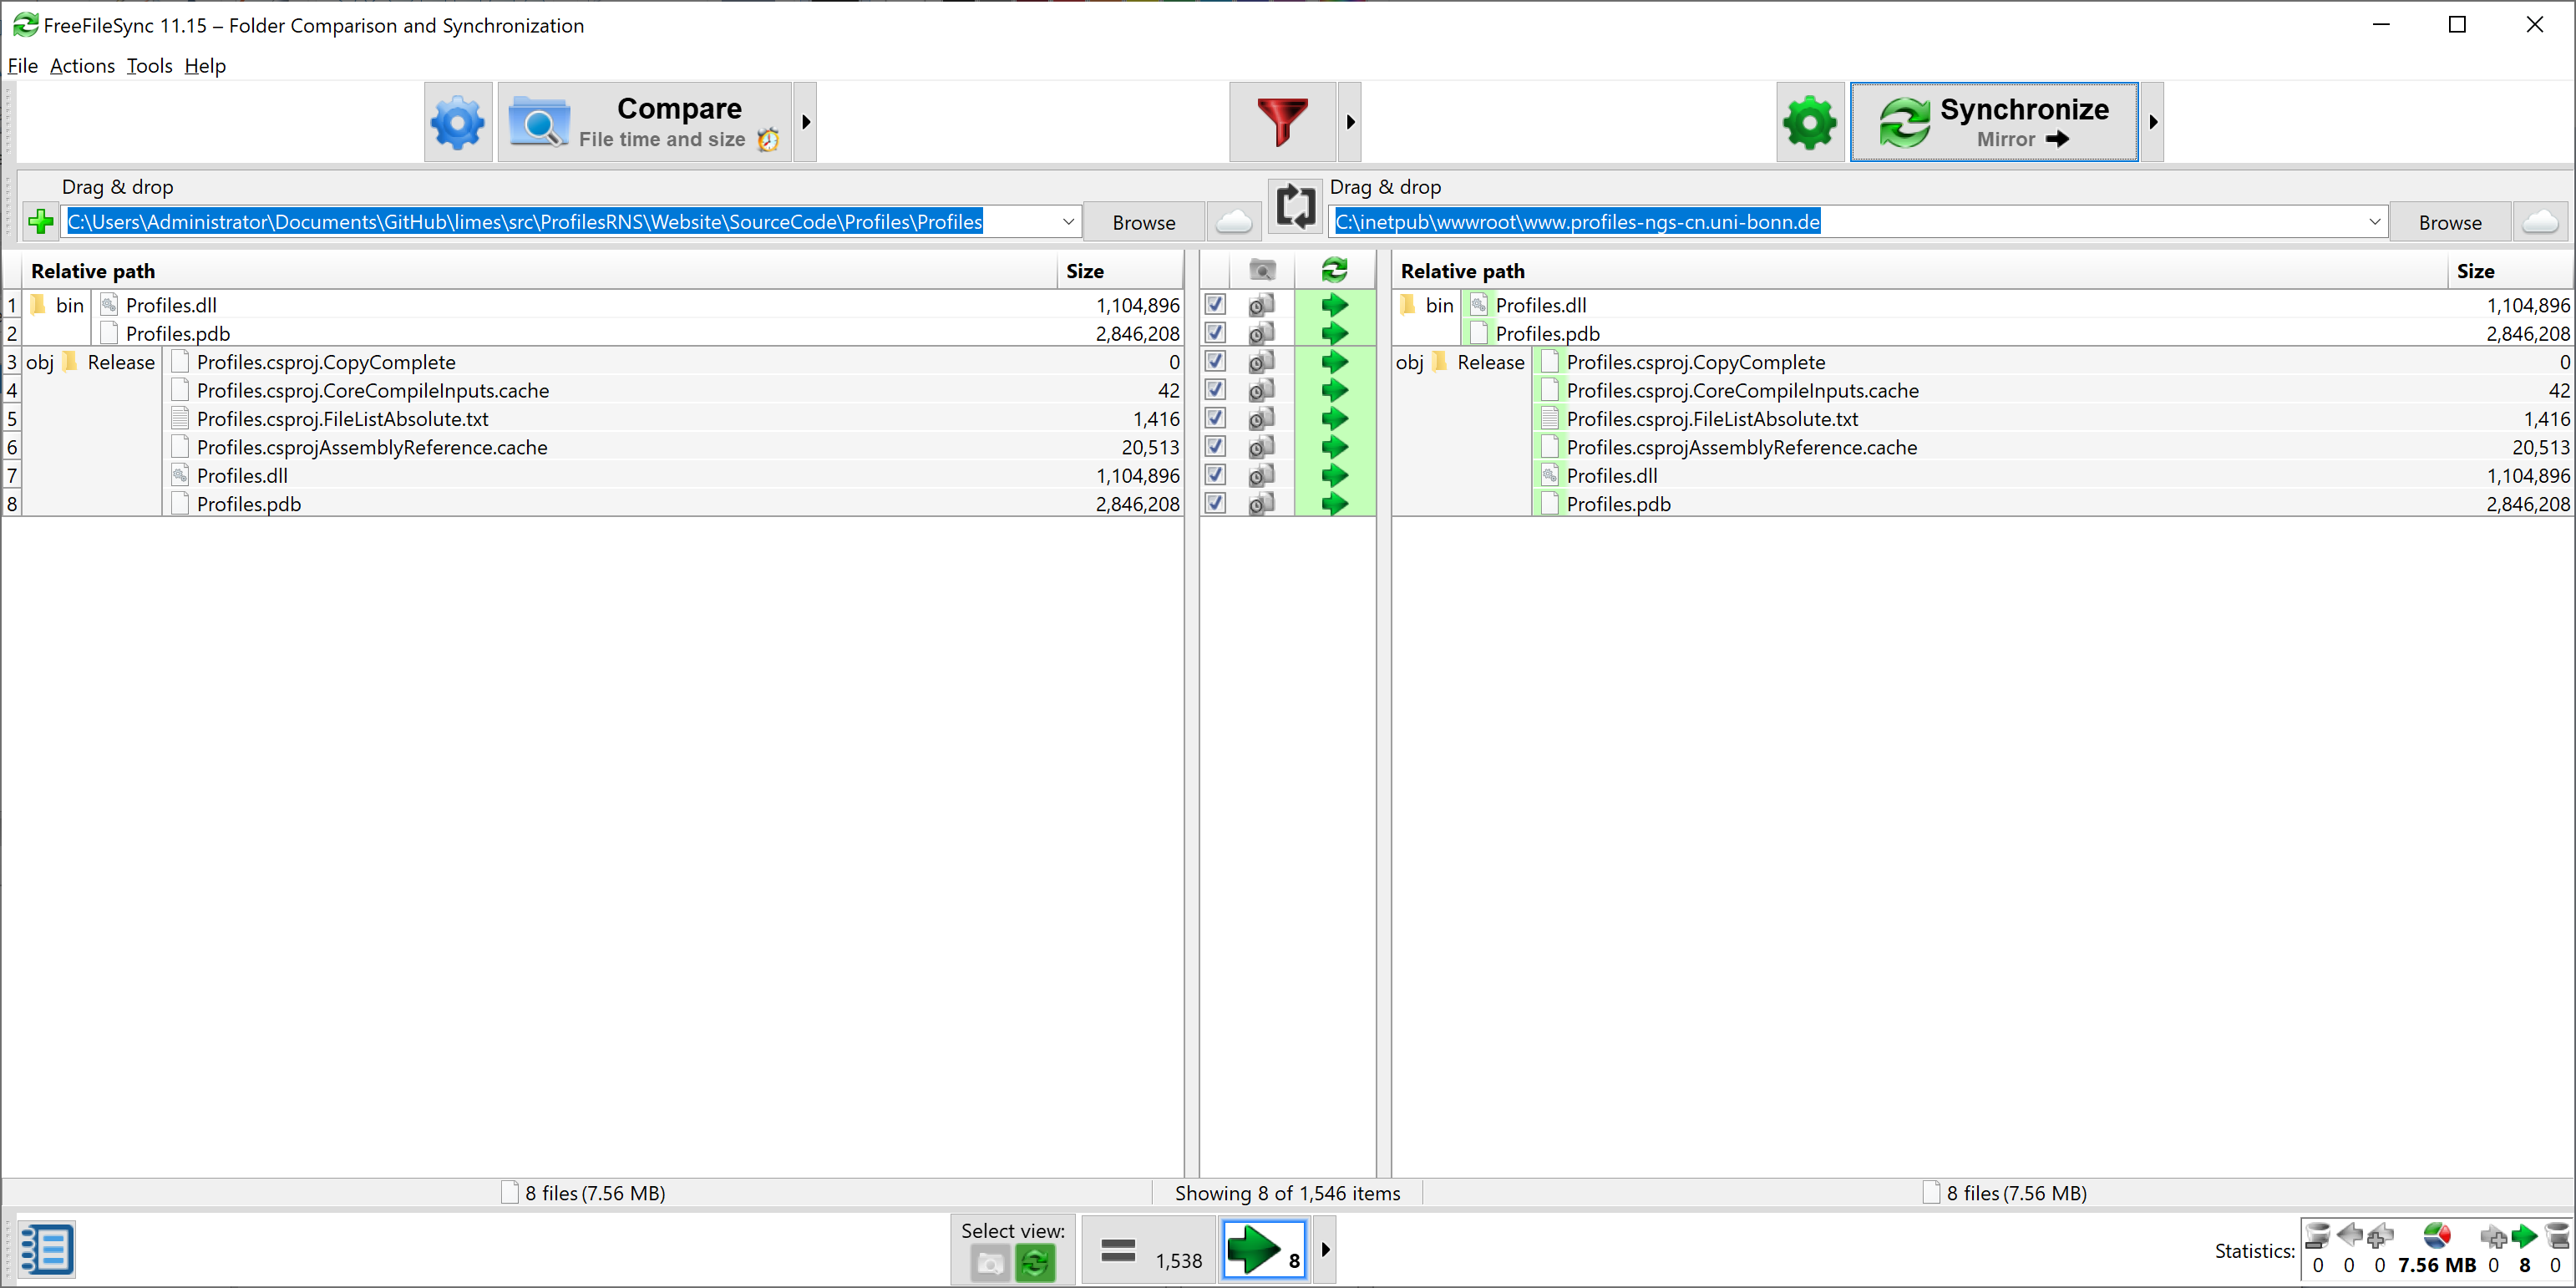 FreeFileSync 11.15 – Folder Comparison and Synchronization
File Actions Tools Help
Compare
File time and size
Synchronize
Mirror
Drag & drop
Drag & drop
C:\Users\Administrator\Documents\GitHub\limes\src\ProfilesRNS\Website\SourceCode\Profiles\Profiles Browse
C:\inetpub\wwwroot\www.profiles-ngs-cn.uni-bonn.de Browse
Relative path Size Relative path Size
1 bin Profiles.dll 1,104,896 bin Profiles.dll 1,104,896
2 Profiles.pdb 2,846,208 Profiles.pdb 2,846,208
3 obj Release Profiles.csproj.CopyComplete 0 obj Release Profiles.csproj.CopyComplete 0
4 Profiles.csproj.CoreCompileInputs.cache 42 Profiles.csproj.CoreCompileInputs.cache 42
5 Profiles.csproj.FileListAbsolute.txt 1,416 Profiles.csproj.FileListAbsolute.txt 1,416
6 Profiles.csprojAssemblyReference.cache 20,513 Profiles.csprojAssemblyReference.cache 20,513
7 Profiles.dll 1,104,896 Profiles.dll 1,104,896
8 Profiles.pdb 2,846,208 Profiles.pdb 2,846,208
8 files (7.56 MB) Showing 8 of 1,546 items 8 files (7.56 MB)
Select view:
1,538 8
Statistics:
0 0 0 7.56 MB 0 8 0